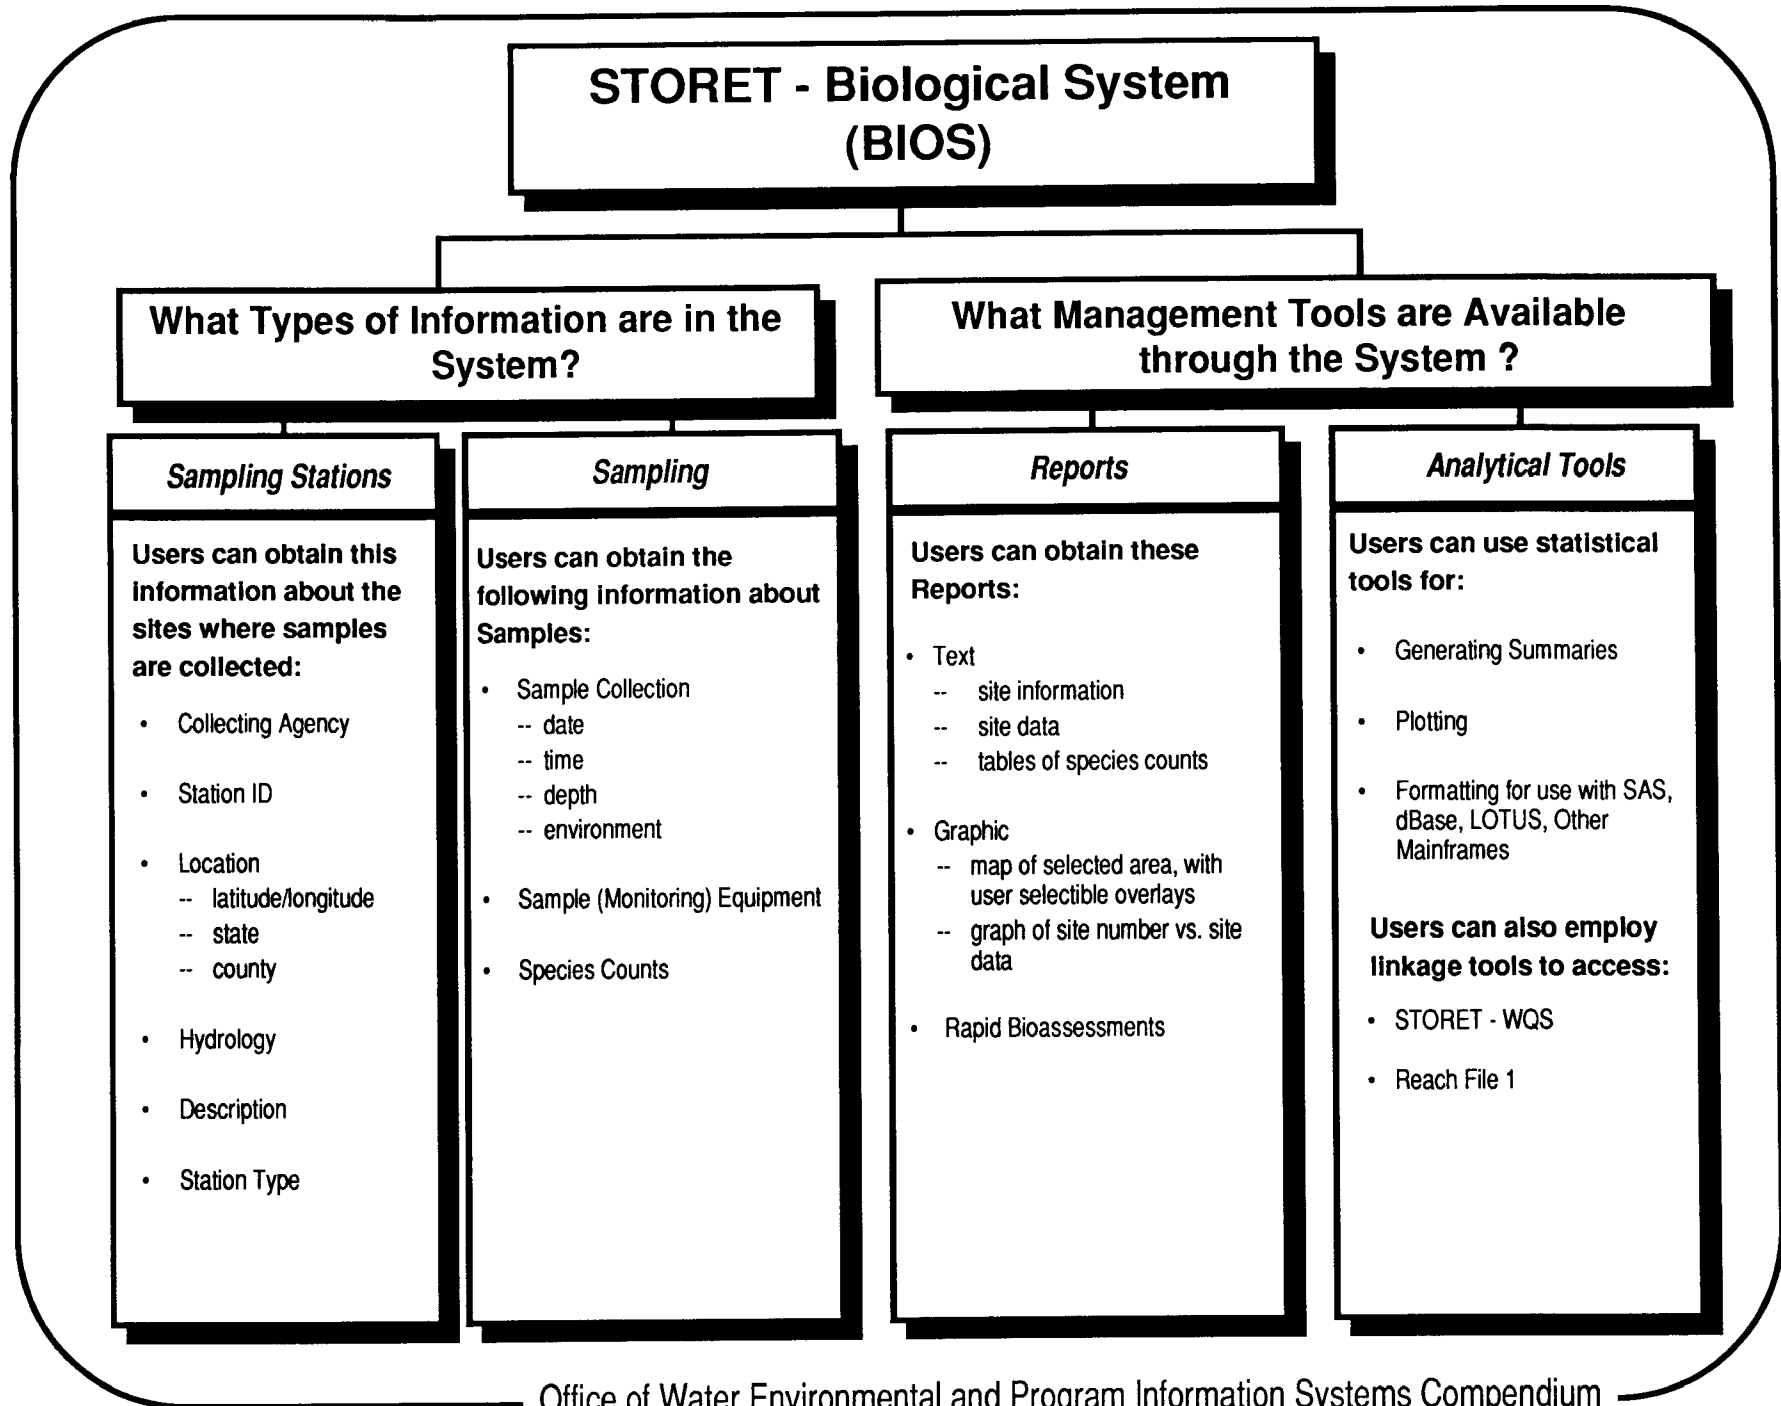 STORET - Biological System
(BIOS)
What Types of Information are in the
System?
What Management Tools are Available
through the System ?
Sampling Stations
Users can obtain this
information about the
sites where samples
are collected:
• Collecting Agency
• Station ID
• Location
-- latitude/longitude
-- state
-- county
• Hydrology
• Description
• Station Type
Sampling
Users can obtain the
following information about
Samples:
• Sample Collection
-- date
-- time
-- depth
-- environment
• Sample (Monitoring) Equipment
• Species Counts
Reports
Users can obtain these
Reports:
• Text
-- site information
-- site data
-- tables of species counts
• Graphic
-- map of selected area, with
user selectible overlays
-- graph of site number vs. site
data
• Rapid Bioassessments
Analytical Tools
Users can use statistical
tools for:
• Generating Summaries
• Plotting
• Formatting for use with SAS,
dBase, LOTUS, Other
Mainframes
Users can also employ
linkage tools to access:
• STORET - WQS
• Reach File 1
Office of Water Environmental and Program Information Systems Compendium